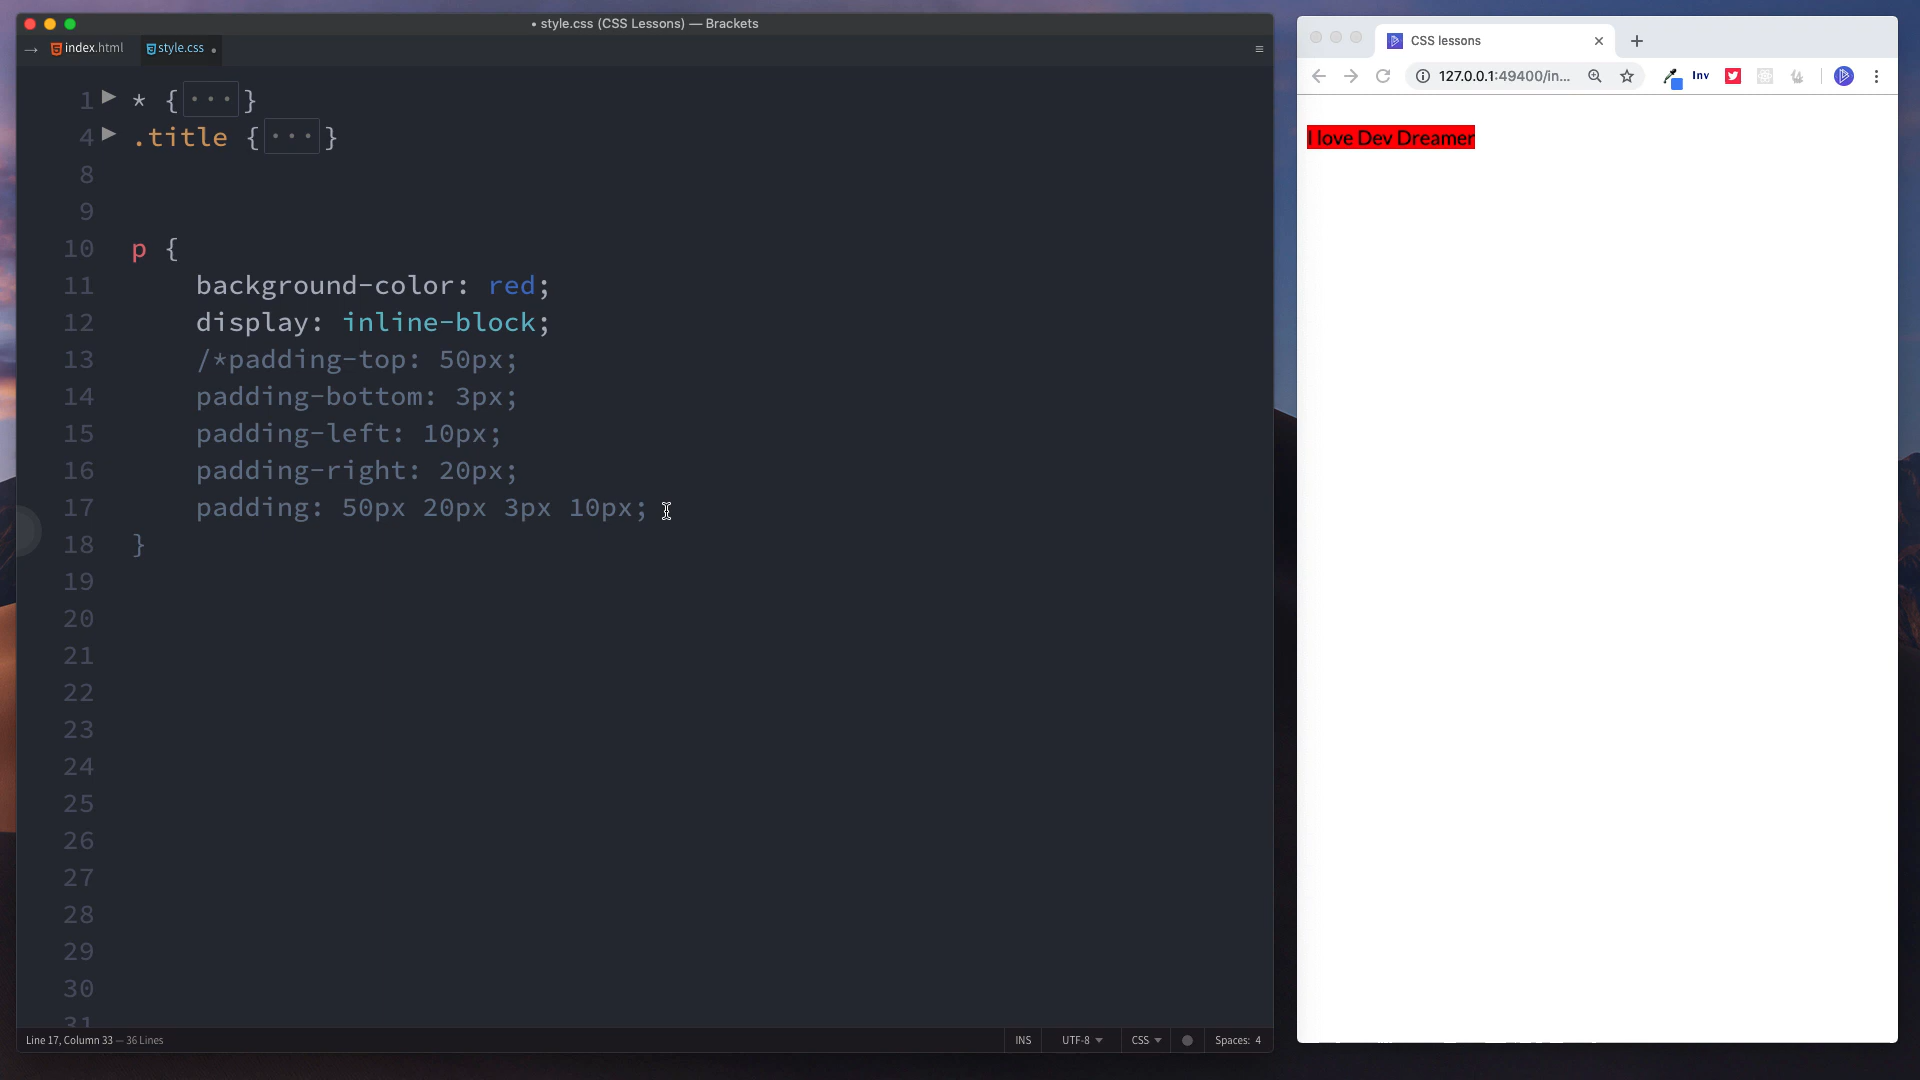 • style.css (CSS Lessons) — Brackets
→ index.html style.css •
1 * {···}
4 .title {···}
8
9
10 p {
11 background-color: red;
12 display: inline-block;
13 /*padding-top: 50px;
14 padding-bottom: 3px;
15 padding-left: 10px;
16 padding-right: 20px;
17 padding: 50px 20px 3px 10px;
18 }
19
20
21
22
23
24
25
26
27
28
29
30
31
Line 17, Column 33 — 36 Lines INS UTF-8 CSS Spaces: 4
CSS lessons
127.0.0.1:49400/in... Inv
I love Dev Dreamer